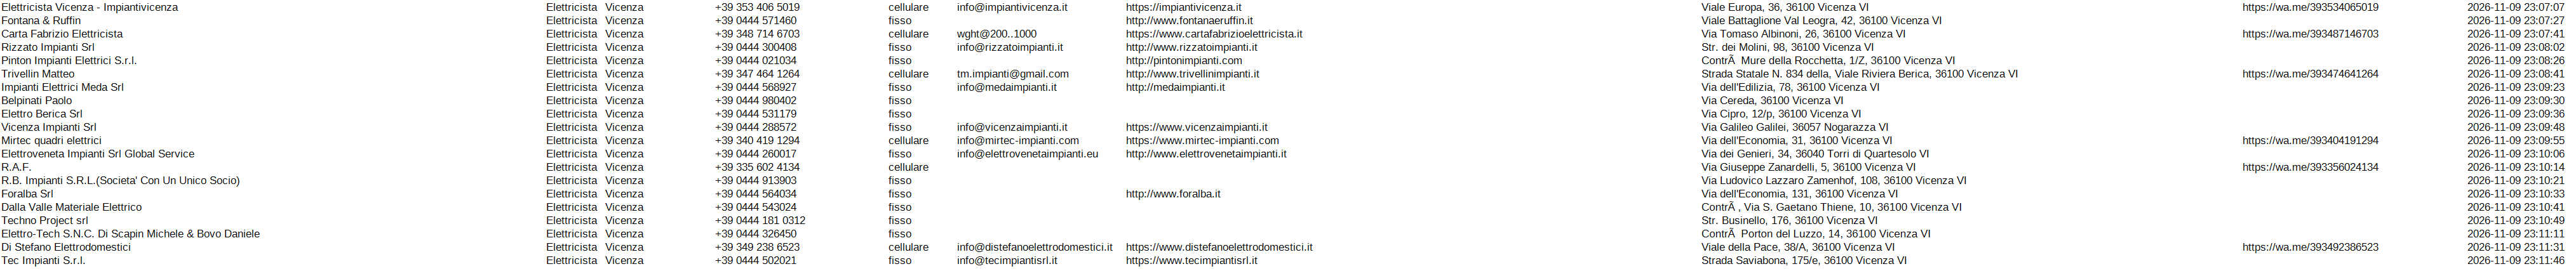 Elettricista Vicenza - Impiantivicenza Elettricista Vicenza +39 353 406 5019 cellulare info@impiantivicenza.it https://impiantivicenza.it Viale Europa, 36, 36100 Vicenza VI https://wa.me/393534065019 2026-11-09 23:07:07
Fontana & Ruffin Elettricista Vicenza +39 0444 571460 fisso http://www.fontanaeruffin.it Viale Battaglione Val Leogra, 42, 36100 Vicenza VI 2026-11-09 23:07:27
Carta Fabrizio Elettricista Elettricista Vicenza +39 348 714 6703 cellulare wght@200..1000 https://www.cartafabrizioelettricista.it Via Tomaso Albinoni, 26, 36100 Vicenza VI https://wa.me/393487146703 2026-11-09 23:07:41
Rizzato Impianti Srl Elettricista Vicenza +39 0444 300408 fisso info@rizzatoimpianti.it http://www.rizzatoimpianti.it Str. dei Molini, 98, 36100 Vicenza VI 2026-11-09 23:08:02
Pinton Impianti Elettrici S.r.l. Elettricista Vicenza +39 0444 021034 fisso http://pintonimpianti.com ContrÃ  Mure della Rocchetta, 1/Z, 36100 Vicenza VI 2026-11-09 23:08:26
Trivellin Matteo Elettricista Vicenza +39 347 464 1264 cellulare tm.impianti@gmail.com http://www.trivellinimpianti.it Strada Statale N. 834 della, Viale Riviera Berica, 36100 Vicenza VI https://wa.me/393474641264 2026-11-09 23:08:41
Impianti Elettrici Meda Srl Elettricista Vicenza +39 0444 568927 fisso info@medaimpianti.it http://medaimpianti.it Via dell'Edilizia, 78, 36100 Vicenza VI 2026-11-09 23:09:23
Belpinati Paolo Elettricista Vicenza +39 0444 980402 fisso Via Cereda, 36100 Vicenza VI 2026-11-09 23:09:30
Elettro Berica Srl Elettricista Vicenza +39 0444 531179 fisso Via Cipro, 12/p, 36100 Vicenza VI 2026-11-09 23:09:36
Vicenza Impianti Srl Elettricista Vicenza +39 0444 288572 fisso info@vicenzaimpianti.it https://www.vicenzaimpianti.it Via Galileo Galilei, 36057 Nogarazza VI 2026-11-09 23:09:48
Mirtec quadri elettrici Elettricista Vicenza +39 340 419 1294 cellulare info@mirtec-impianti.com https://www.mirtec-impianti.com Via dell'Economia, 31, 36100 Vicenza VI https://wa.me/393404191294 2026-11-09 23:09:55
Elettroveneta Impianti Srl Global Service Elettricista Vicenza +39 0444 260017 fisso info@elettrovenetaimpianti.eu http://www.elettrovenetaimpianti.it Via dei Genieri, 34, 36040 Torri di Quartesolo VI 2026-11-09 23:10:06
R.A.F. Elettricista Vicenza +39 335 602 4134 cellulare Via Giuseppe Zanardelli, 5, 36100 Vicenza VI https://wa.me/393356024134 2026-11-09 23:10:14
R.B. Impianti S.R.L.(Societa' Con Un Unico Socio) Elettricista Vicenza +39 0444 913903 fisso Via Ludovico Lazzaro Zamenhof, 108, 36100 Vicenza VI 2026-11-09 23:10:21
Foralba Srl Elettricista Vicenza +39 0444 564034 fisso http://www.foralba.it Via dell'Economia, 131, 36100 Vicenza VI 2026-11-09 23:10:33
Dalla Valle Materiale Elettrico Elettricista Vicenza +39 0444 543024 fisso ContrÃ , Via S. Gaetano Thiene, 10, 36100 Vicenza VI 2026-11-09 23:10:41
Techno Project srl Elettricista Vicenza +39 0444 181 0312 fisso Str. Businello, 176, 36100 Vicenza VI 2026-11-09 23:10:49
Elettro-Tech S.N.C. Di Scapin Michele & Bovo Daniele Elettricista Vicenza +39 0444 326450 fisso ContrÃ  Porton del Luzzo, 14, 36100 Vicenza VI 2026-11-09 23:11:11
Di Stefano Elettrodomestici Elettricista Vicenza +39 349 238 6523 cellulare info@distefanoelettrodomestici.it https://www.distefanoelettrodomestici.it Viale della Pace, 38/A, 36100 Vicenza VI https://wa.me/393492386523 2026-11-09 23:11:31
Tec Impianti S.r.l. Elettricista Vicenza +39 0444 502021 fisso info@tecimpiantisrl.it https://www.tecimpiantisrl.it Strada Saviabona, 175/e, 36100 Vicenza VI 2026-11-09 23:11:46